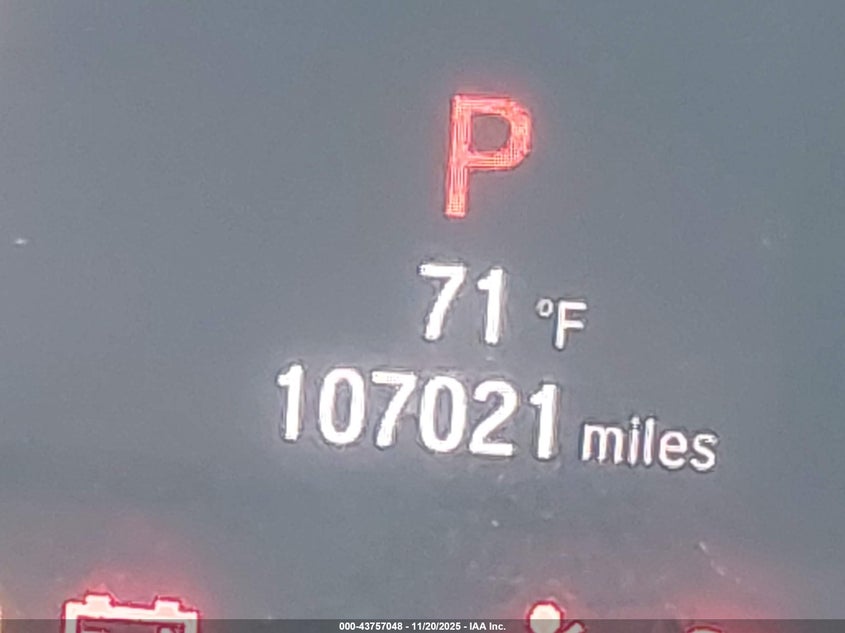 P
71 °F
107021 miles
000-43757048 - 11/20/2025 - IAA Inc.